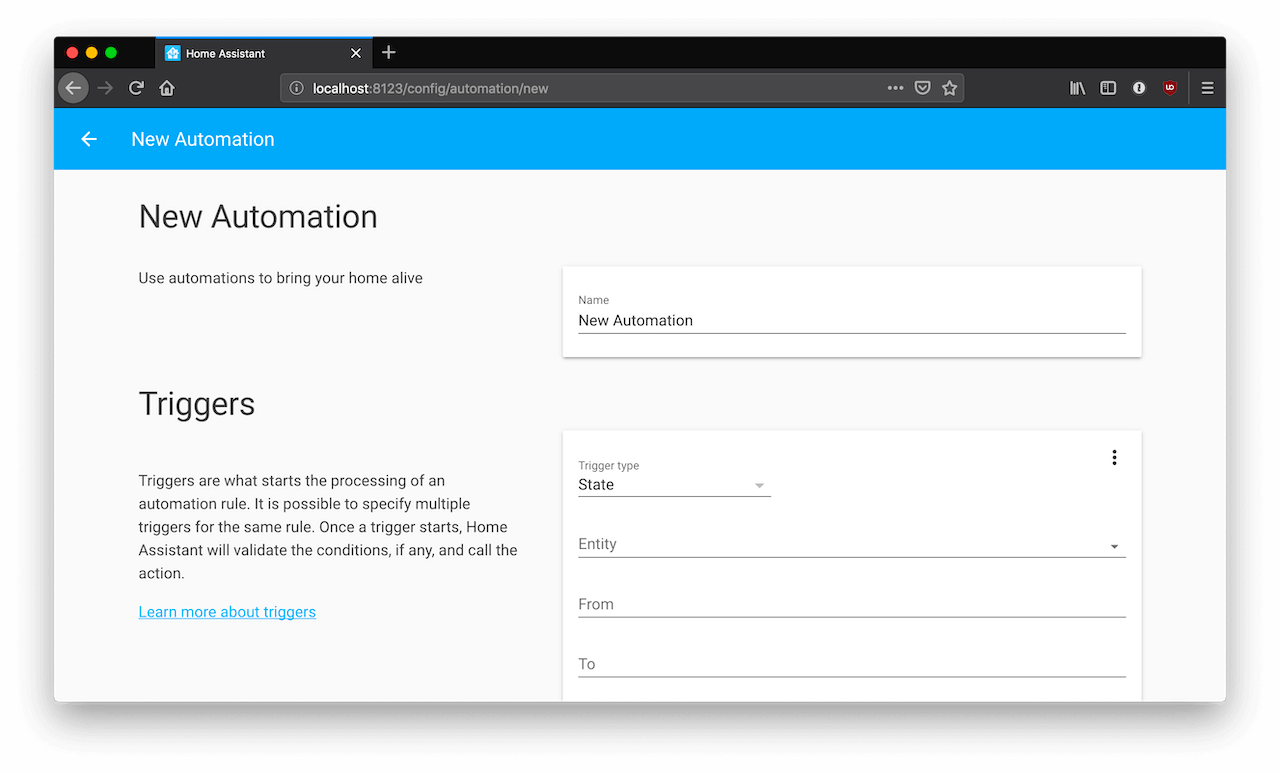 Home Assistant
localhost:8123/config/automation/new
New Automation
New Automation
Use automations to bring your home alive
Name
New Automation
Triggers
Triggers are what starts the processing of an
automation rule. It is possible to specify multiple
triggers for the same rule. Once a trigger starts, Home
Assistant will validate the conditions, if any, and call the
action.
Learn more about triggers
Trigger type
State
Entity
From
To